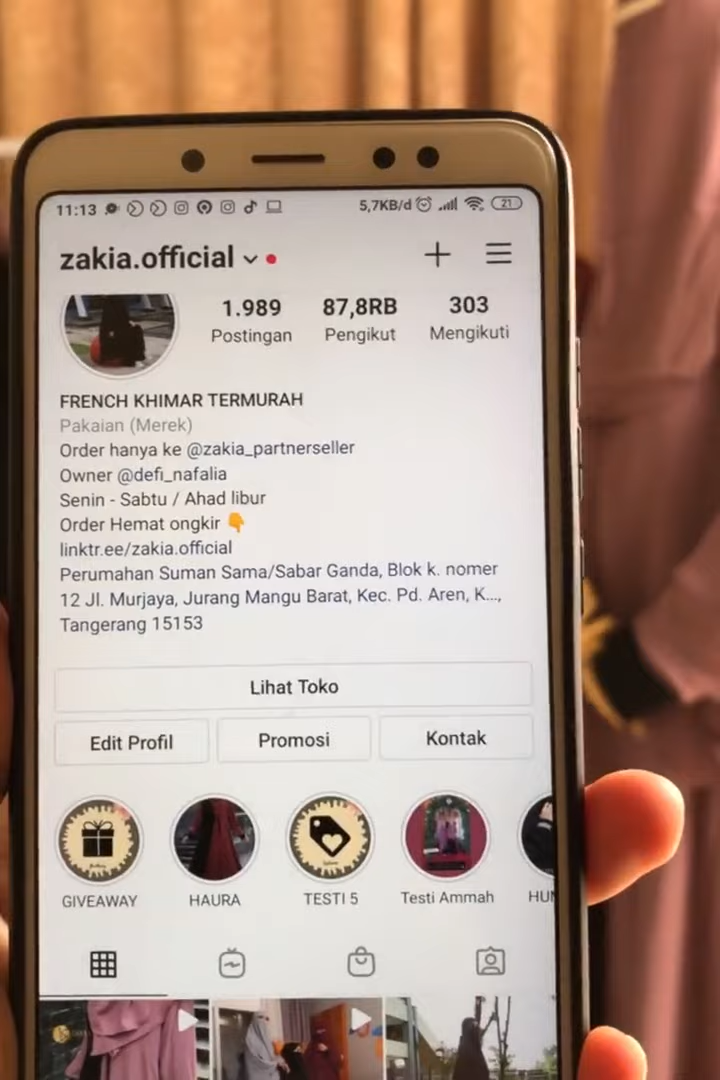 11:13
5,7KB/d
21
zakia.official
1.989 87,8RB 303
Postingan Pengikut Mengikuti
FRENCH KHIMAR TERMURAH
Pakaian (Merek)
Order hanya ke @zakia_partnerseller
Owner @defi_nafalia
Senin - Sabtu / Ahad libur
Order Hemat ongkir 👇
linktr.ee/zakia.official
Perumahan Suman Sama/Sabar Ganda, Blok k. nomer
12 Jl. Murjaya, Jurang Mangu Barat, Kec. Pd. Aren, K...,
Tangerang 15153
Lihat Toko
Edit Profil Promosi Kontak
GIVEAWAY HAURA TESTI 5 Testi Ammah